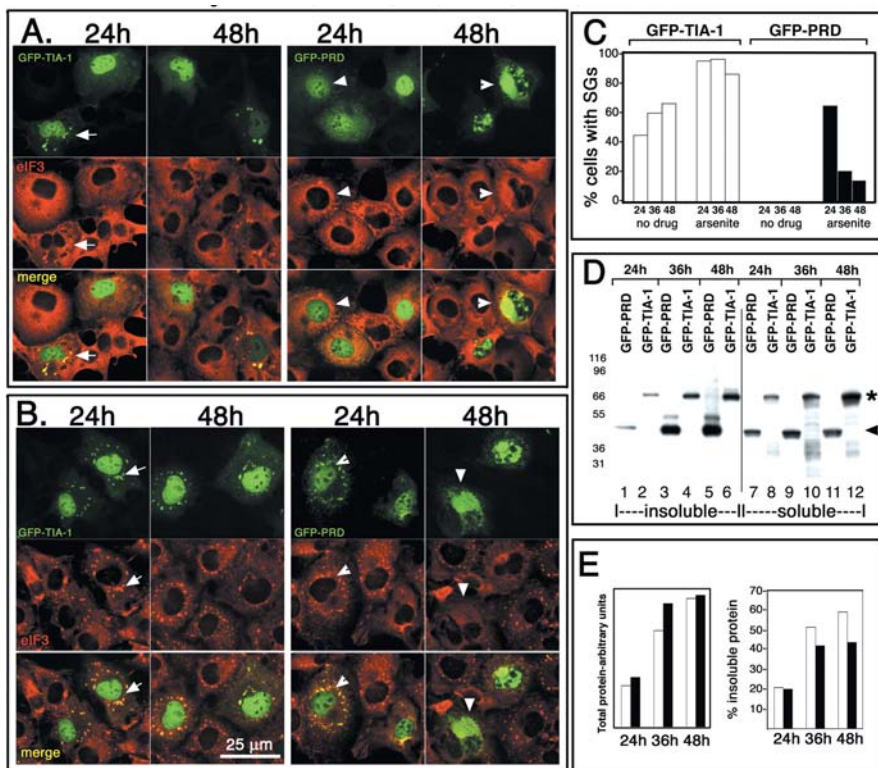 A.
24h 48h 24h 48h
GFP-TIA-1 GFP-PRD
eIF3
merge
B.
24h 48h 24h 48h
GFP-TIA-1 GFP-PRD
eIF3
merge
25 µm
C
GFP-TIA-1 GFP-PRD
% cells with SGs
100
80
60
40
20
0
24 36 48 24 36 48 24 36 48 24 36 48
no drug arsenite no drug arsenite
D
24h 36h 48h 24h 36h 48h
GFP-PRD GFP-TIA-1 GFP-PRD GFP-TIA-1 GFP-PRD GFP-TIA-1 GFP-PRD GFP-TIA-1 GFP-PRD GFP-TIA-1 GFP-PRD GFP-TIA-1
116
96
66 *
55
36
31
1 2 3 4 5 6 7 8 9 10 11 12
I----insoluble--II-----soluble----I
E
Total protein-arbitrary units
24h 36h 48h
% insoluble protein
70
60
50
40
30
20
10
24h 36h 48h